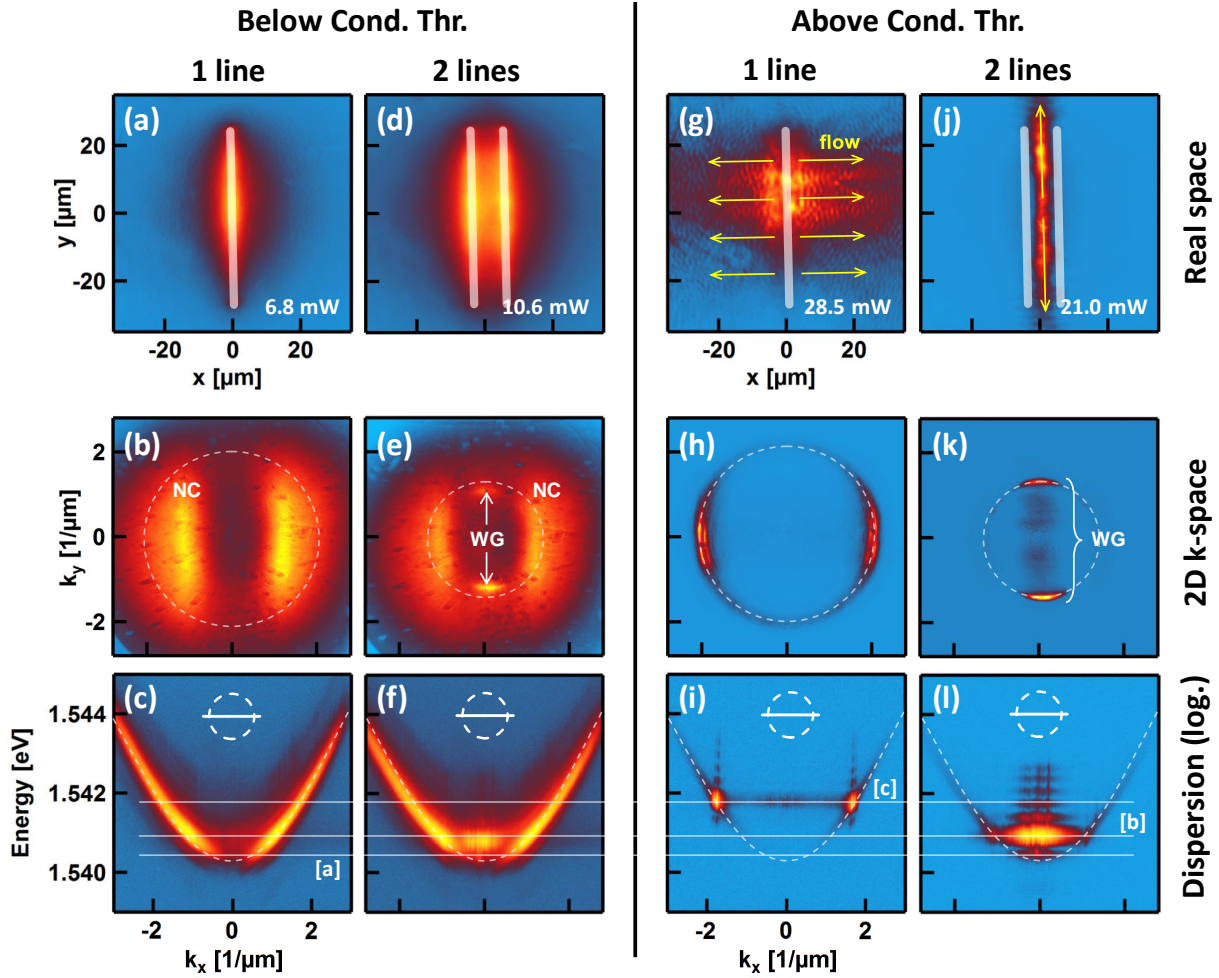 Below Cond. Thr.
Above Cond. Thr.
1 line
2 lines
1 line
2 lines
(a)
(d)
(g)
(j)
flow
20
0
-20
y [µm]
6.8 mW
10.6 mW
28.5 mW
21.0 mW
Real space
-20
0
20
x [µm]
-20
0
20
x [µm]
(b)
(e)
(h)
(k)
NC
NC
WG
WG
2
0
-2
ky [1/µm]
2D k-space
(c)
(f)
(i)
(l)
1.544
1.542
1.540
Energy [eV]
[a]
[c]
[b]
Dispersion (log.)
-2
0
2
kx [1/µm]
-2
0
2
kx [1/µm]